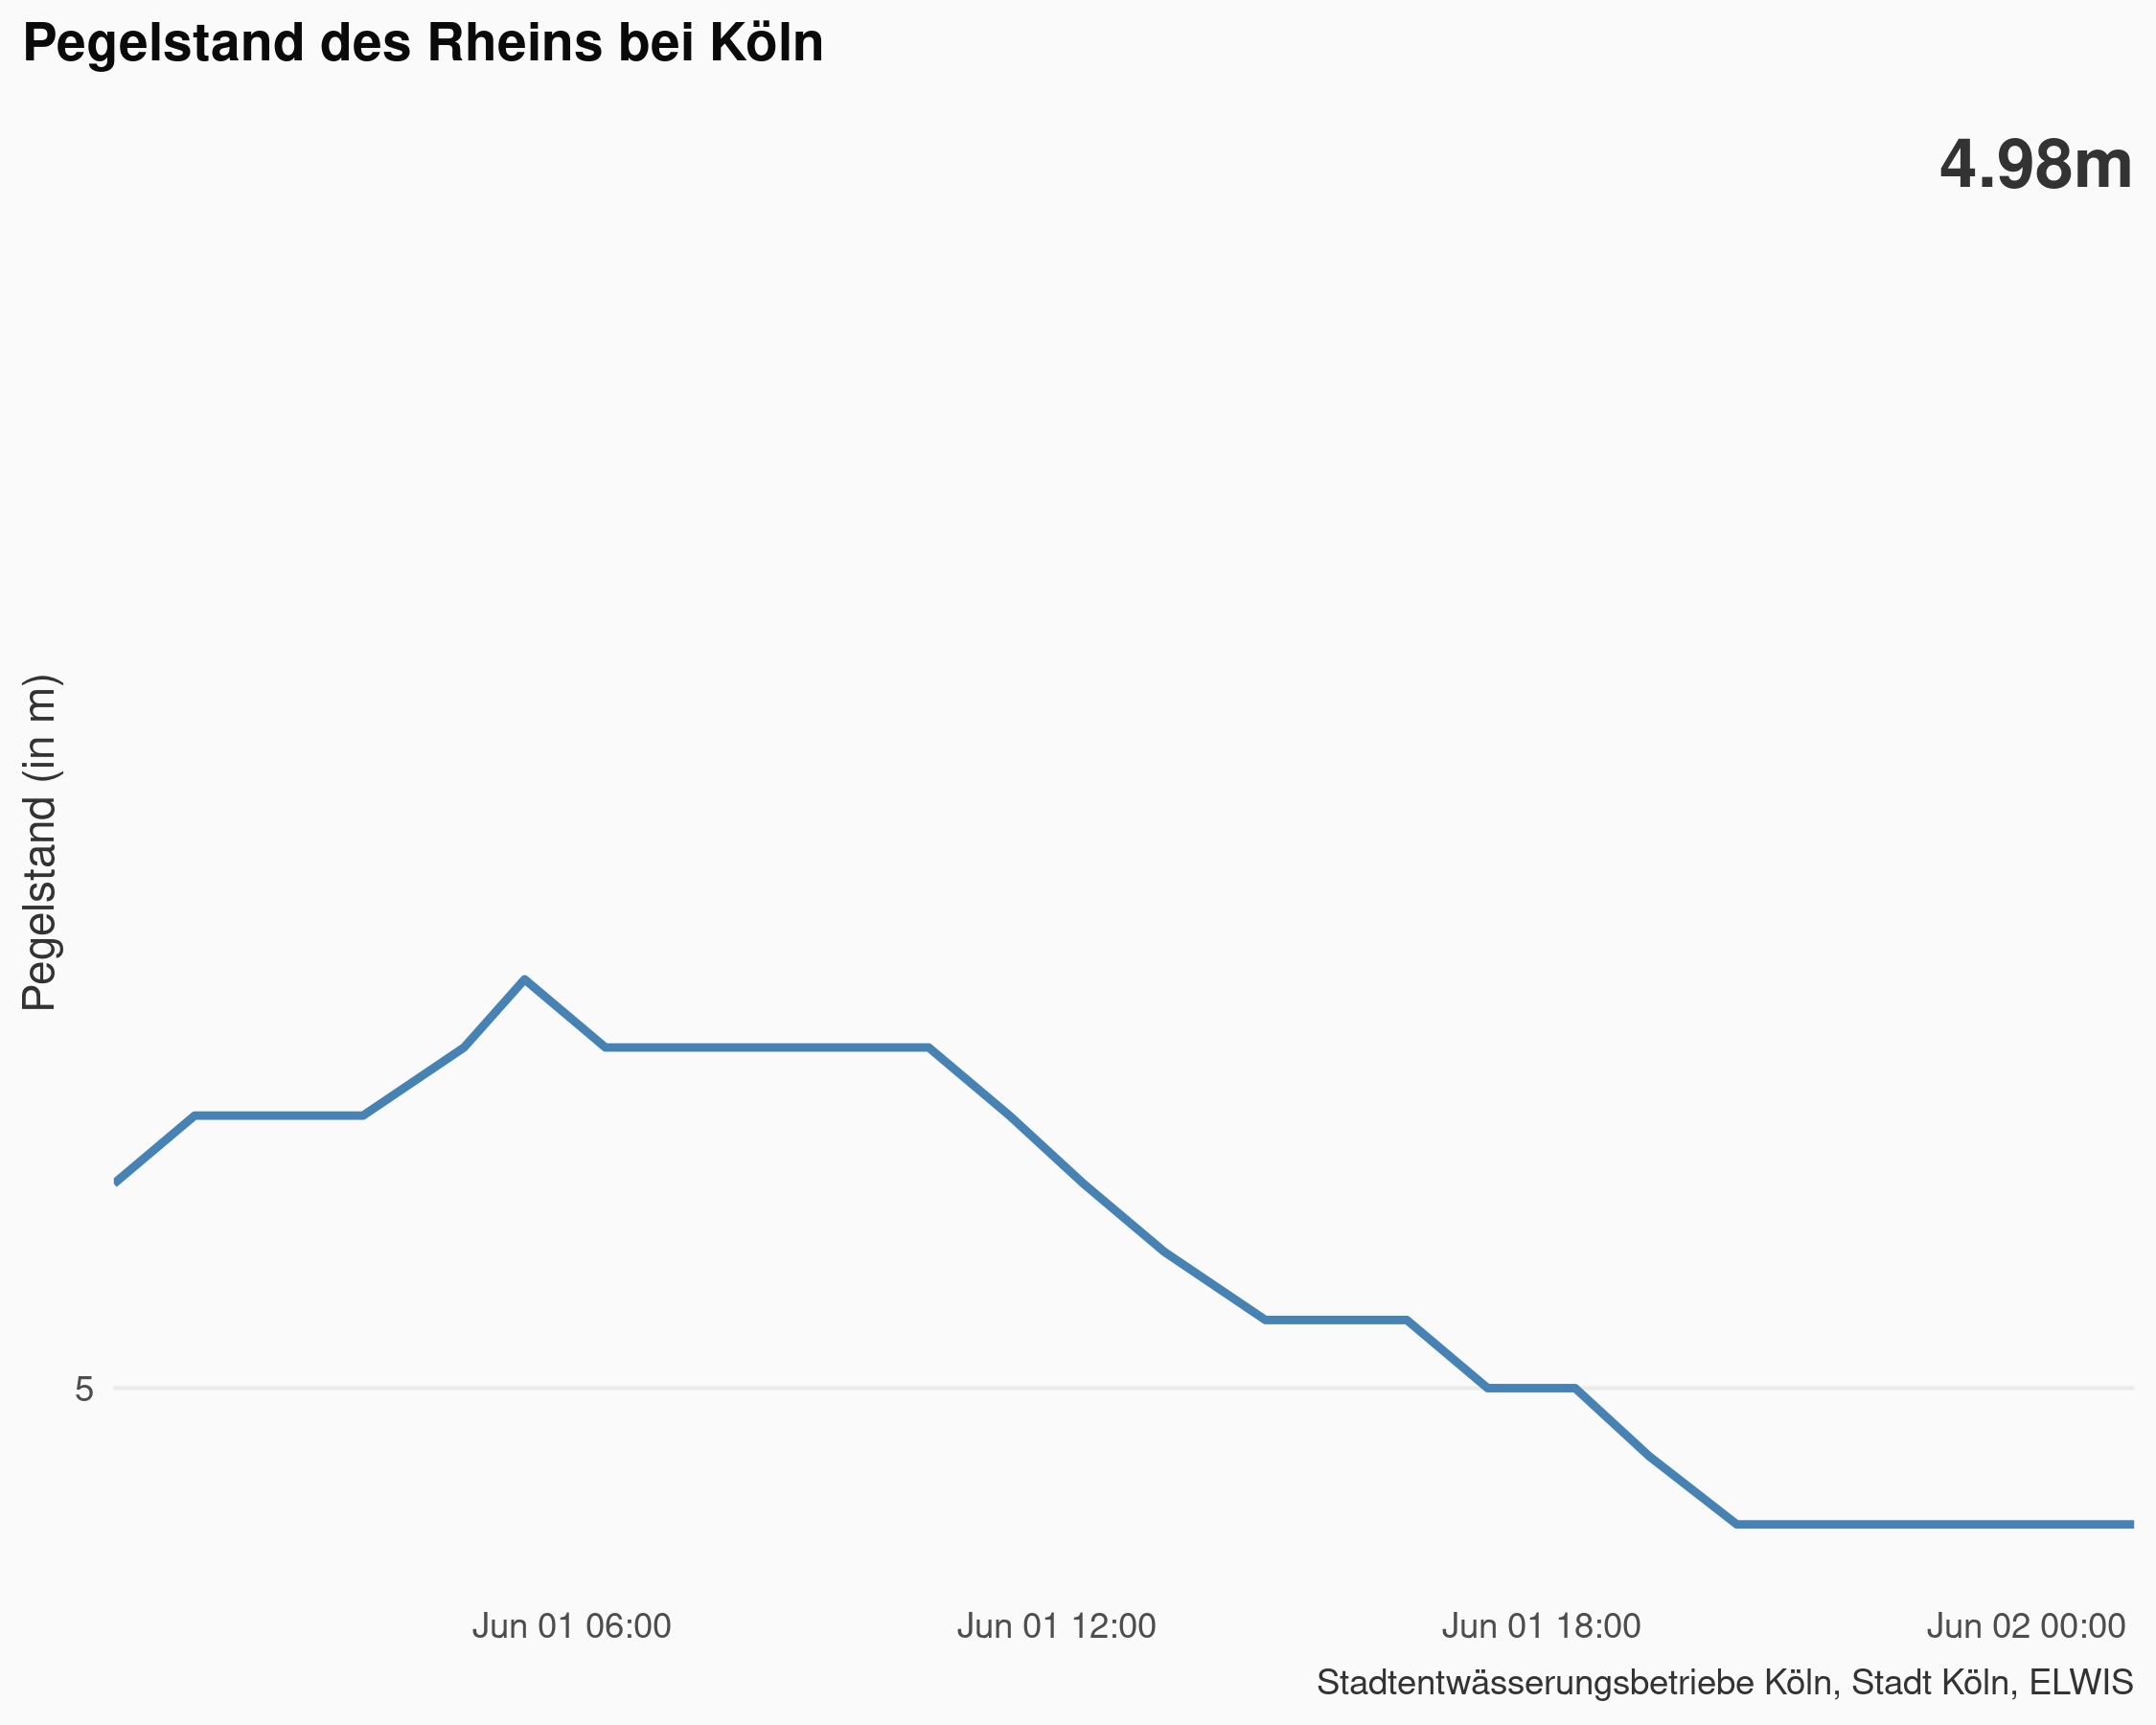 Pegelstand des Rheins bei Köln
4.98m
Pegelstand (in m)
5
Jun 01 06:00
Jun 01 12:00
Jun 01 18:00
Jun 02 00:00
Stadtentwässerungsbetriebe Köln, Stadt Köln, ELWIS